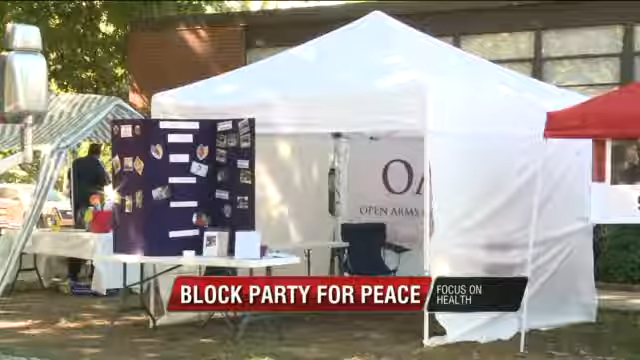 OA
OPEN ARMS
BLOCK PARTY FOR PEACE
FOCUS ON
HEALTH